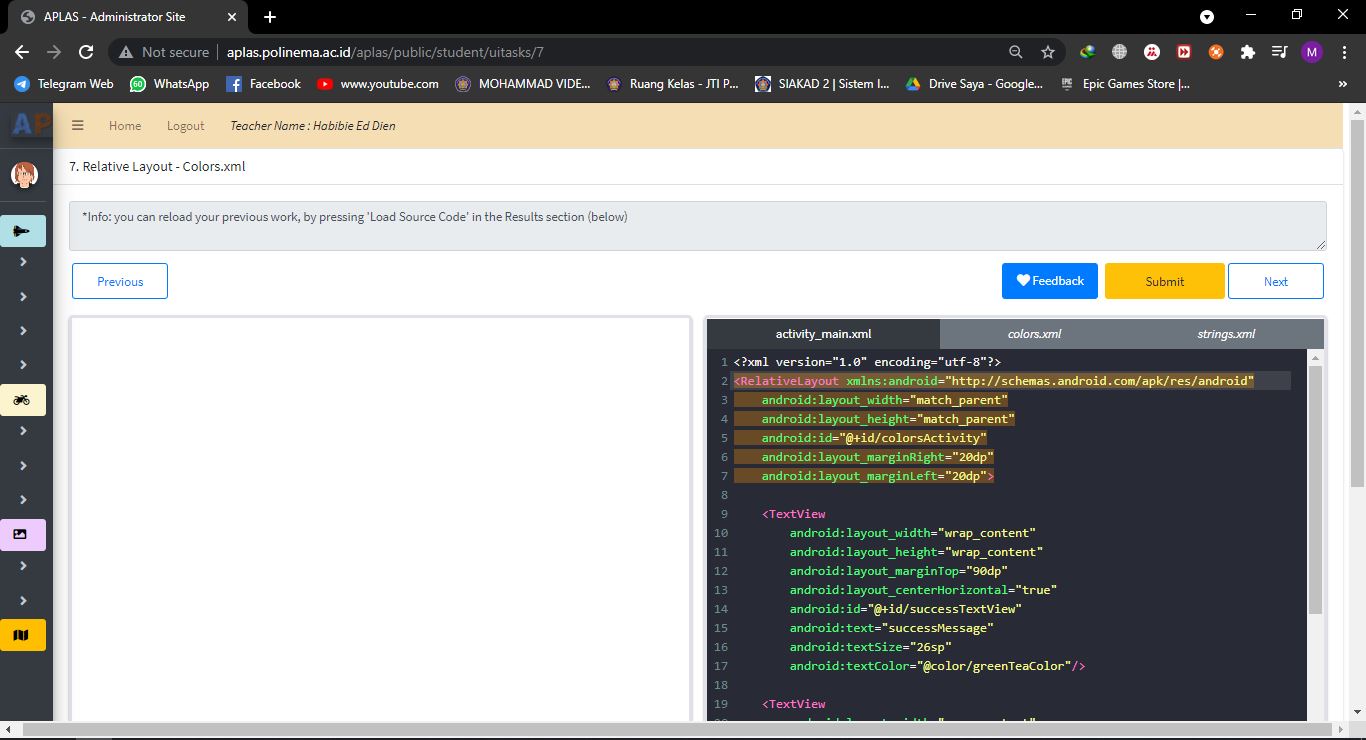 APLAS - Administrator Site
Not secure
aplas.polinema.ac.id/aplas/public/student/uitasks/7
M
Telegram Web
60
WhatsApp
Facebook
www.youtube.com
MOHAMMAD VIDE...
Ruang Kelas - JTI P...
SIAKAD 2 | Sistem I...
Drive Saya - Google...
Epic Games Store |...
»
AP
Home
Logout
Teacher Name : Habibie Ed Dien
7. Relative Layout - Colors.xml
*Info: you can reload your previous work, by pressing 'Load Source Code' in the Results section (below)
Previous
Feedback
Submit
Next
activity_main.xml
colors.xml
strings.xml
1 <?xml version="1.0" encoding="utf-8"?>
2 <RelativeLayout xmlns:android="http://schemas.android.com/apk/res/android"
3 android:layout_width="match_parent"
4 android:layout_height="match_parent"
5 android:id="@+id/colorsActivity"
6 android:layout_marginRight="20dp"
7 android:layout_marginLeft="20dp">
8
9 <TextView
10 android:layout_width="wrap_content"
11 android:layout_height="wrap_content"
12 android:layout_marginTop="90dp"
13 android:layout_centerHorizontal="true"
14 android:id="@+id/successTextView"
15 android:text="successMessage"
16 android:textSize="26sp"
17 android:textColor="@color/greenTeaColor"/>
18
19 <TextView